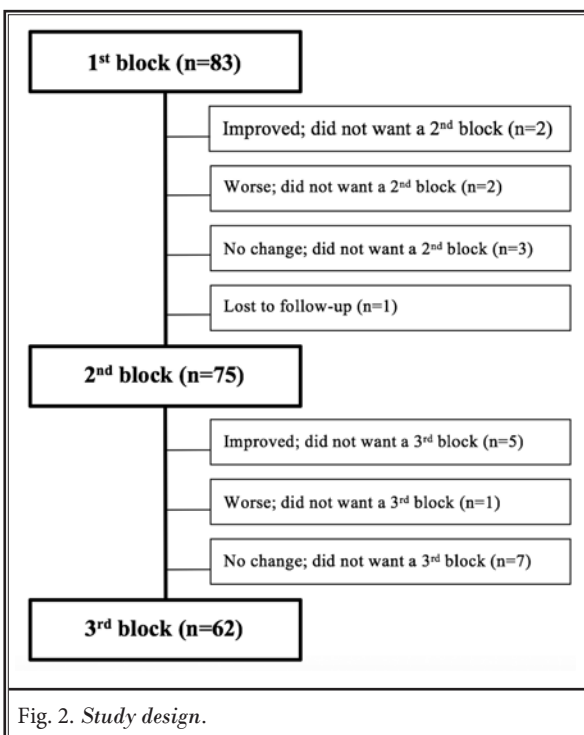 1st block (n=83)
Improved; did not want a 2nd block (n=2)
Worse; did not want a 2nd block (n=2)
No change; did not want a 2nd block (n=3)
Lost to follow-up (n=1)
2nd block (n=75)
Improved; did not want a 3rd block (n=5)
Worse; did not want a 3rd block (n=1)
No change; did not want a 3rd block (n=7)
3rd block (n=62)
Fig. 2. Study design.